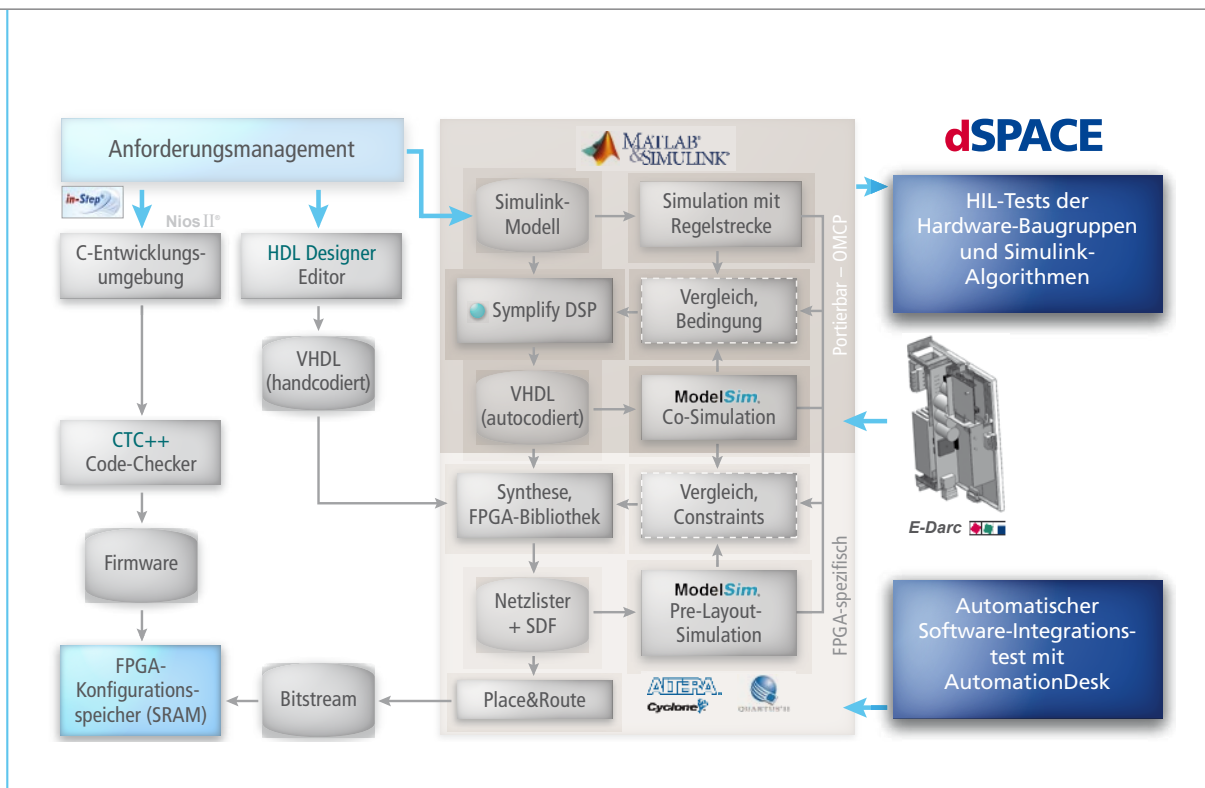 Anforderungsmanagement
in-Step
Nios II®
C-Entwicklungs-
umgebung
HDL Designer
Editor
VHDL
(handcodiert)
CTC++
Code-Checker
Firmware
FPGA-
Konfigurations-
speicher (SRAM)
Bitstream
MATLAB®
&SIMULINK®
Simulink-
Modell
Simulation mit
Regelstrecke
Symplify DSP
Vergleich,
Bedingung
VHDL
(autocodiert)
ModelSim.
Co-Simulation
Portierbar – OMCP
Synthese,
FPGA-Bibliothek
Vergleich,
Constraints
Netzlister
+ SDF
ModelSim.
Pre-Layout-
Simulation
FPGA-spezifisch
Place&Route
ALTERA.
Cyclone
QUARTUS II
dSPACE
HIL-Tests der
Hardware-Baugruppen
und Simulink-
Algorithmen
E-Darc
Automatischer
Software-Integrations-
test mit
AutomationDesk